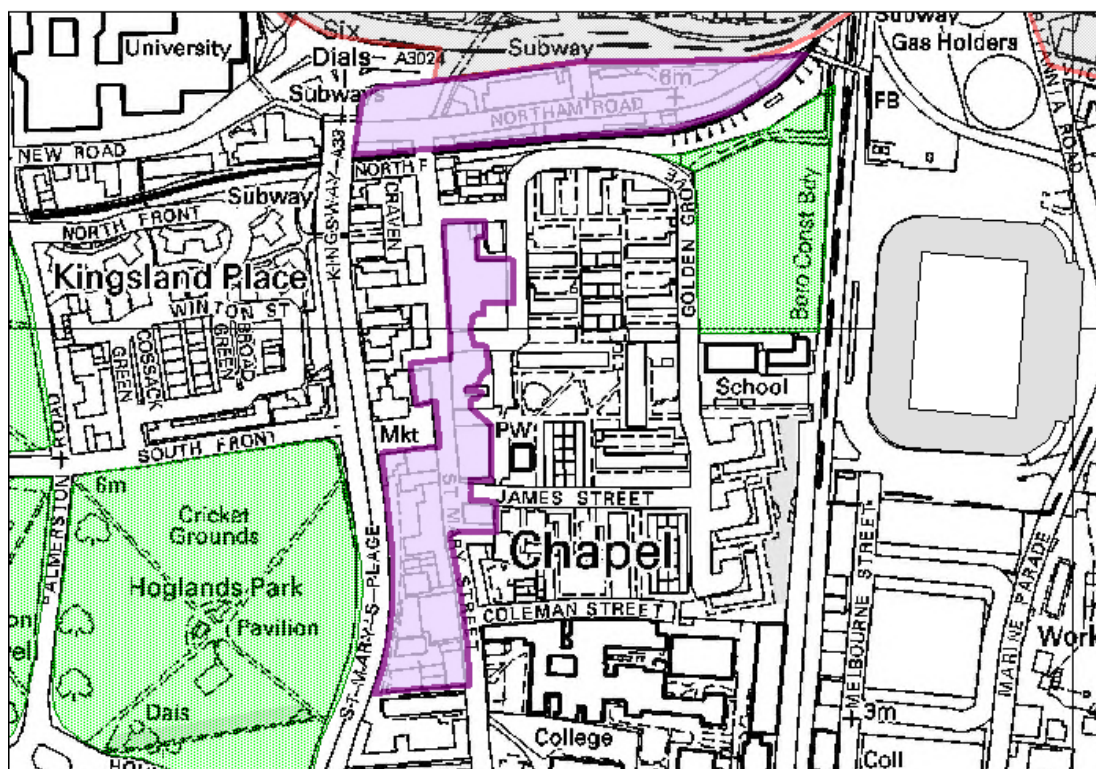 Six
Dials
Subways
University
Subway
A3024
Subway
Gas Holders
6m
NORTHAM ROAD
FB
NEW ROAD
A33
NORTH F
Subway
NORTH FRONT
KINGSWAY
CRAVEN
GOLDEN GROVE
Boro Const Bdy
Kingsland Place
WINTON ST
COSSACK
GREEN
BROAD
GREEN
School
Mkt
PW
SOUTH FRONT
ROAD
PALMERSTON
6m
Cricket
Grounds
Hoglands Park
Pavilion
Dais
ST MARY'S PLACE
ST MARY STREET
JAMES STREET
Chapel
COLEMAN STREET
MELBOURNE STREET
MARINE PARADE
Work
3m
College
Coll